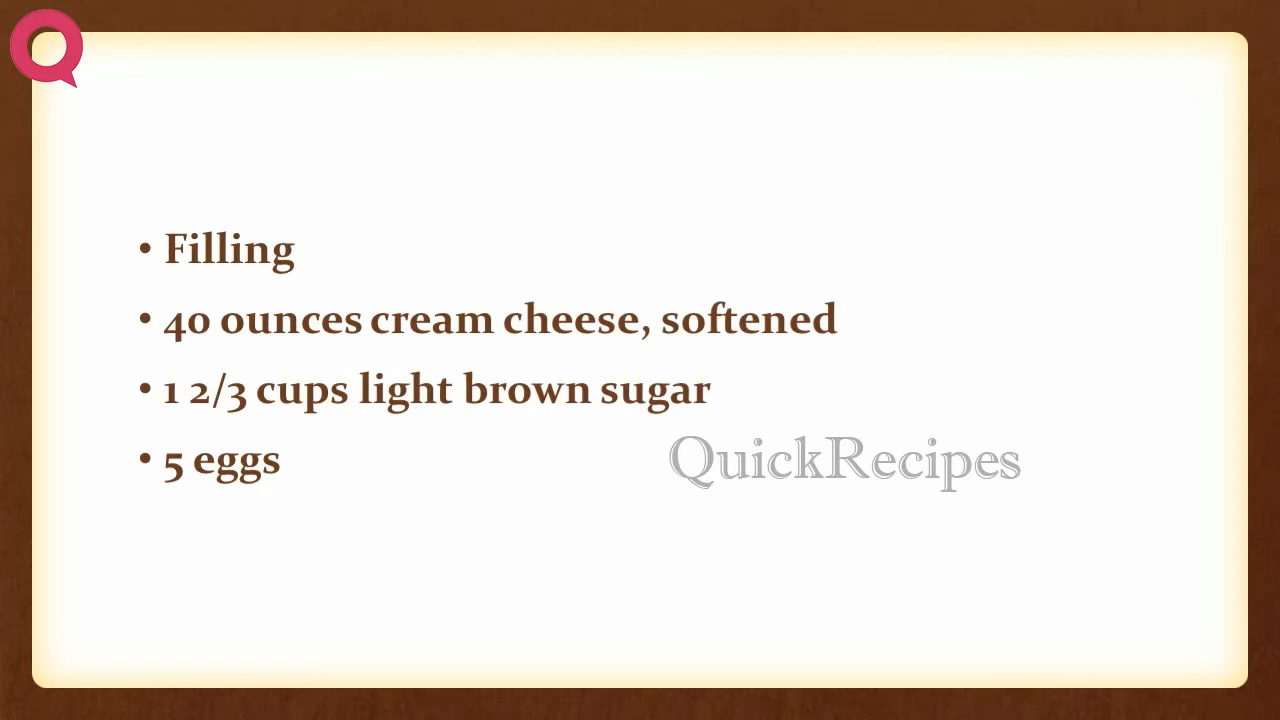 • Filling
• 40 ounces cream cheese, softened
• 1 2/3 cups light brown sugar
• 5 eggs
QuickRecipes